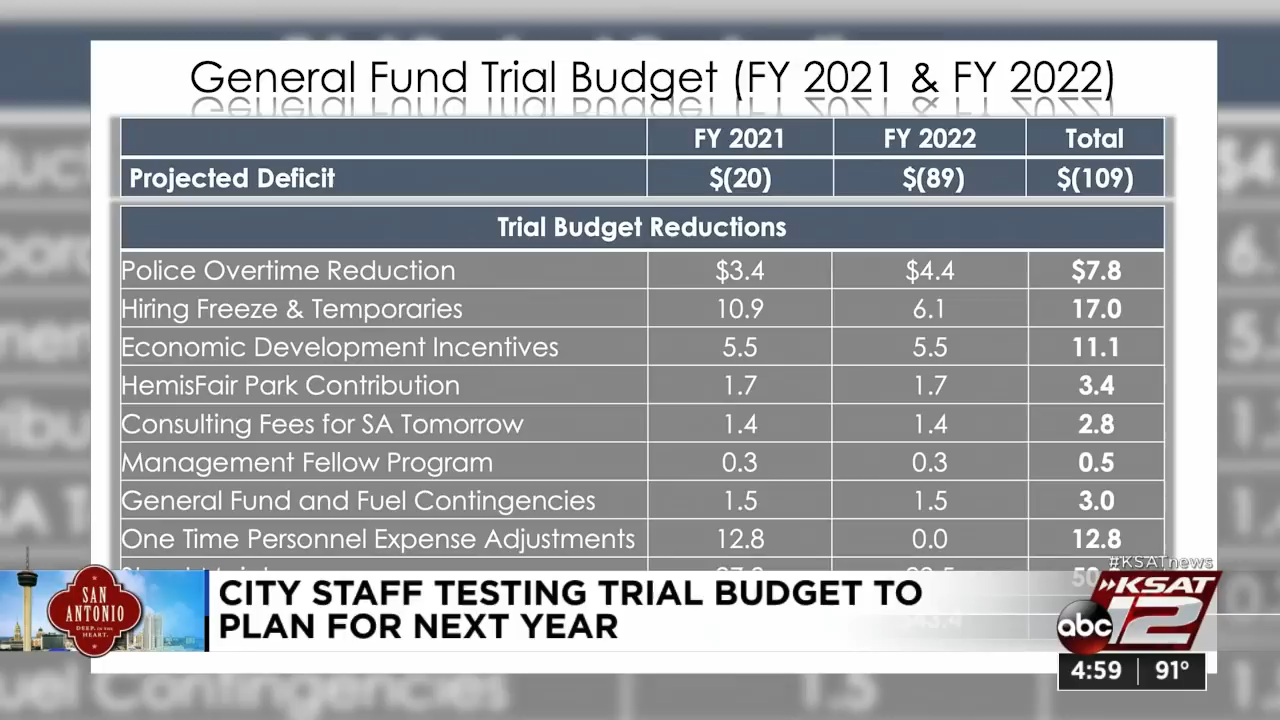 General Fund Trial Budget (FY 2021 & FY 2022)
FY 2021 FY 2022 Total
Projected Deficit $(20) $(89) $(109)
Trial Budget Reductions
Police Overtime Reduction $3.4 $4.4 $7.8
Hiring Freeze & Temporaries 10.9 6.1 17.0
Economic Development Incentives 5.5 5.5 11.1
HemisFair Park Contribution 1.7 1.7 3.4
Consulting Fees for SA Tomorrow 1.4 1.4 2.8
Management Fellow Program 0.3 0.3 0.5
General Fund and Fuel Contingencies 1.5 1.5 3.0
One Time Personnel Expense Adjustments 12.8 0.0 12.8
#KSATnews
SAN
ANTONIO
DEEP IN THE
HEART.
CITY STAFF TESTING TRIAL BUDGET TO
PLAN FOR NEXT YEAR
KSAT
abc 12
4:59 91°